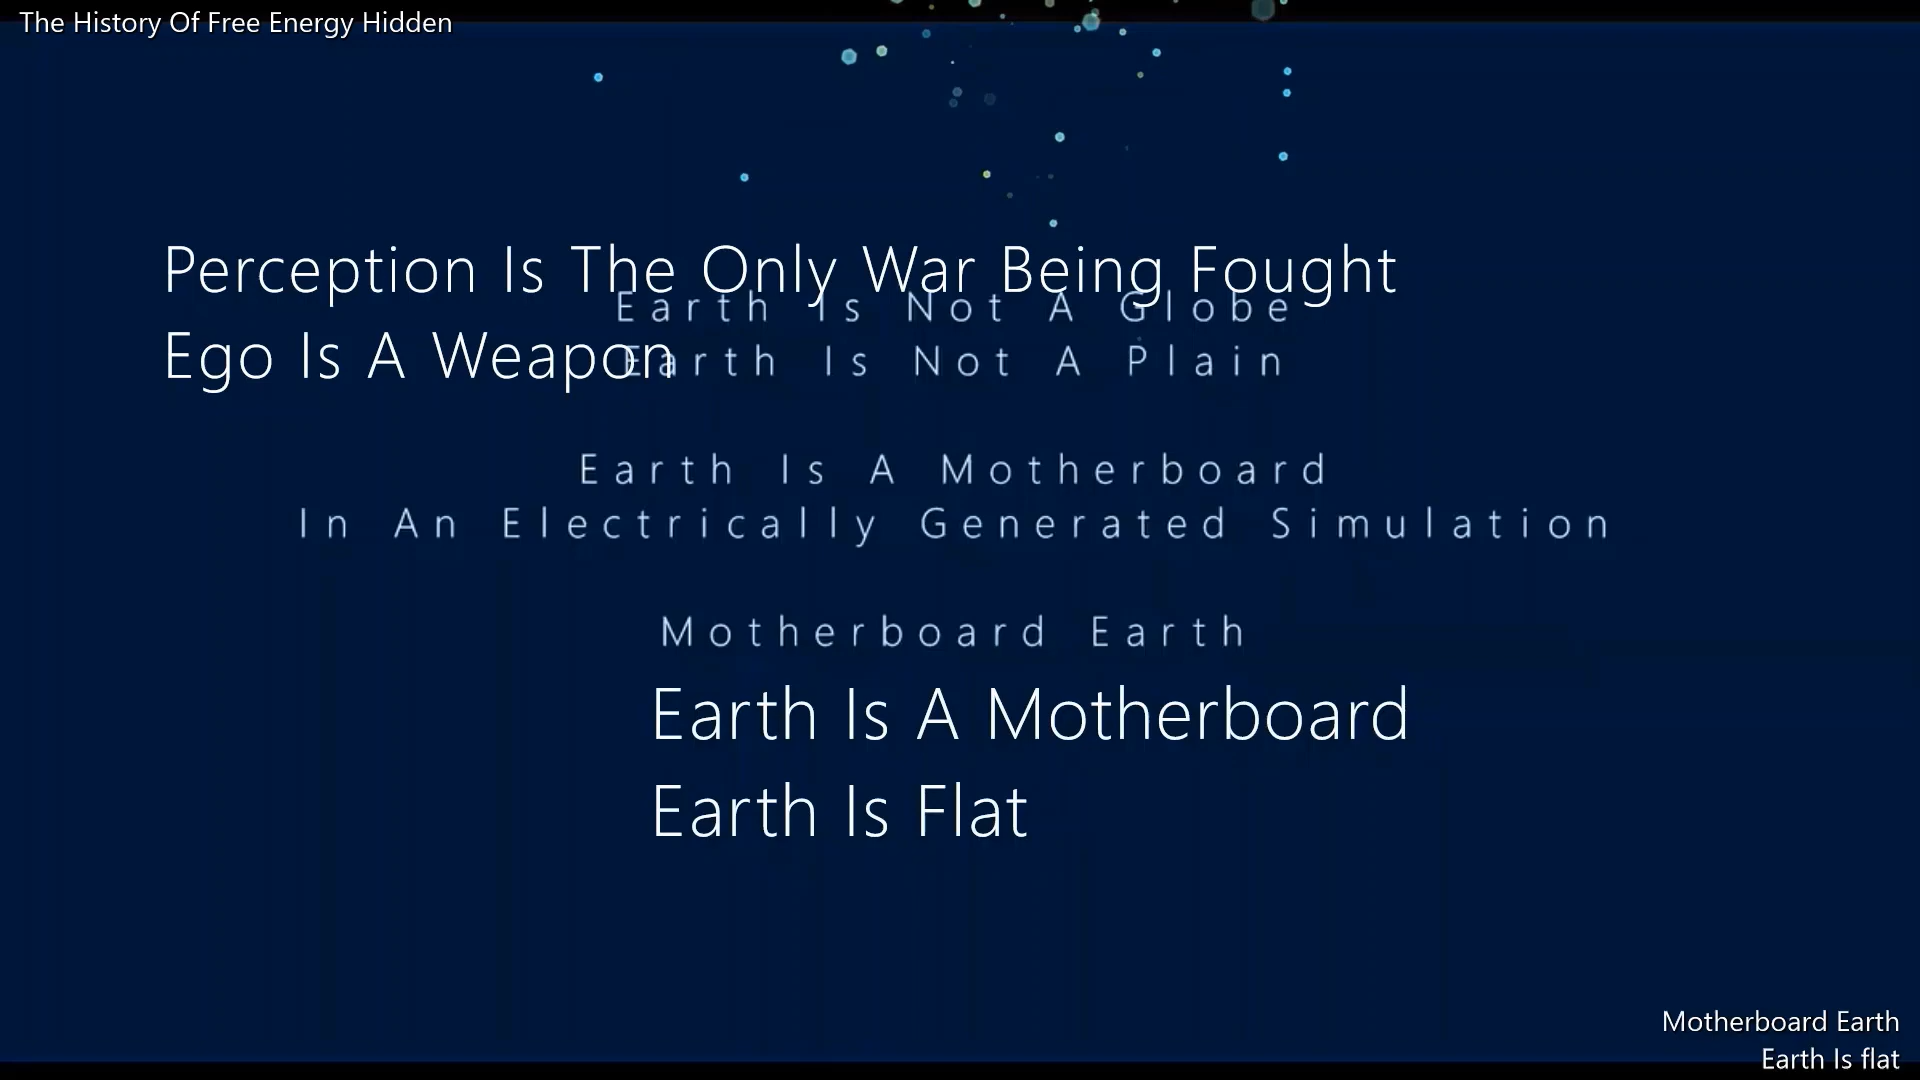 The History Of Free Energy Hidden
Perception Is The Only War Being Fought
Earth Is Not A Globe
Ego Is A Weapon
Earth Is Not A Plain
Earth Is A Motherboard
In An Electrically Generated Simulation
Motherboard Earth
Earth Is A Motherboard
Earth Is Flat
Motherboard Earth
Earth Is flat